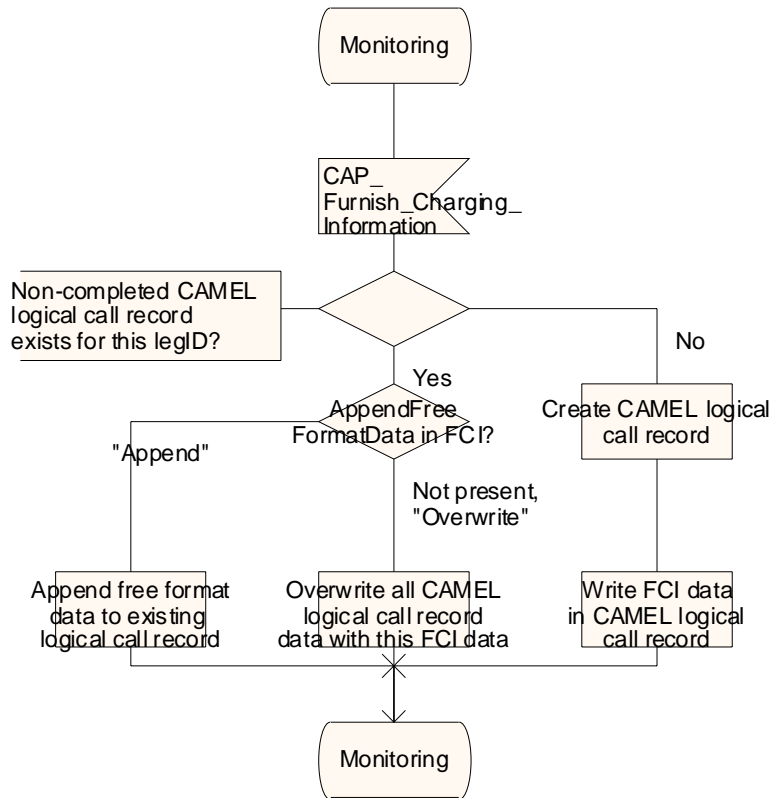 Monitoring
CAP_
Furnish_Charging_
Information
Non-completed CAMEL
logical call record
exists for this legID?
No
Yes
AppendFree
FormatData in FCI?
Create CAMEL logical
call record
"Append"
Not present,
"Overwrite"
Append free format
data to existing
logical call record
Overwrite all CAMEL
logical call record
data with this FCI data
Write FCI data
in CAMEL logical
call record
Monitoring